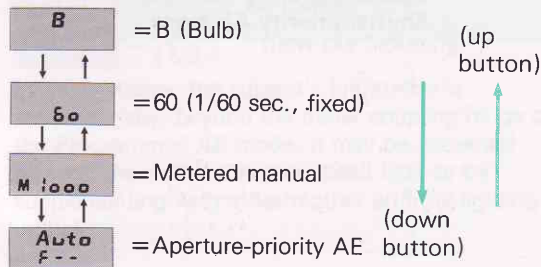 B
= B (Bulb)
(up
button)
60
= 60 (1/60 sec., fixed)
M 1000
= Metered manual
(down
button)
Auto
F--
= Aperture-priority AE